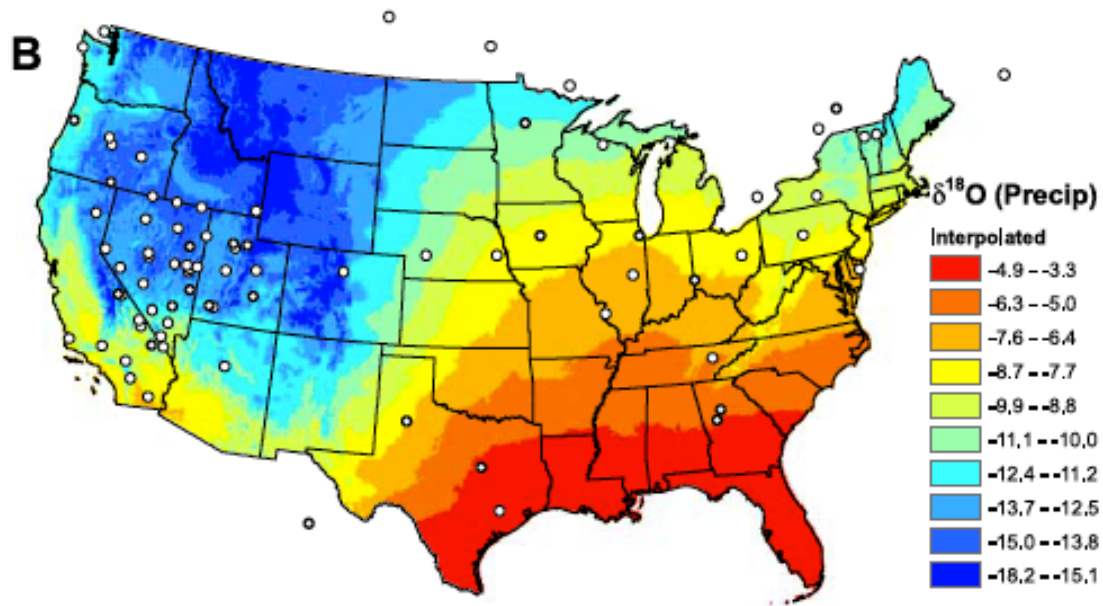 B
δ¹⁸O (Precip)
Interpolated
-4.9 - -3.3
-6.3 - -5.0
-7.6 - -6.4
-8.7 - -7.7
-9.9 - -8.8
-11.1 - -10.0
-12.4 - -11.2
-13.7 - -12.5
-15.0 - -13.8
-18.2 - -15.1